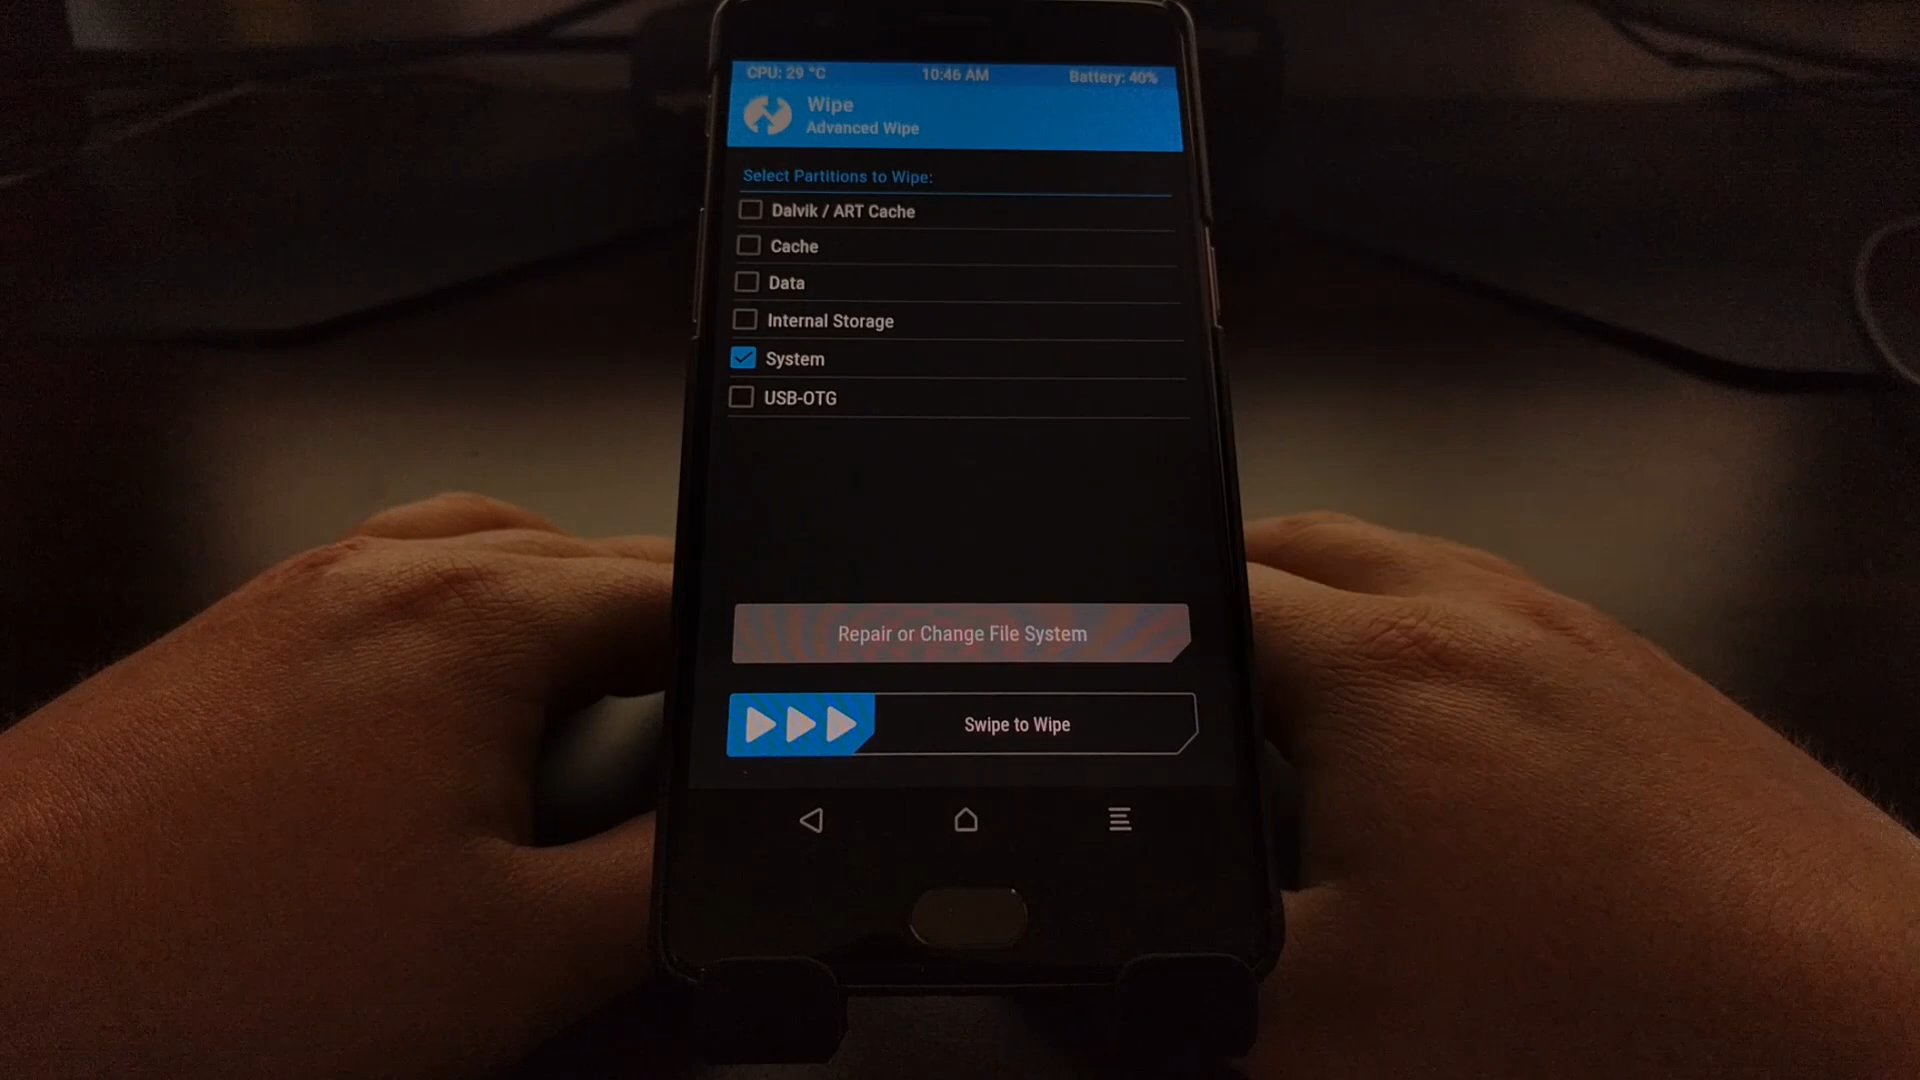 CPU: 29 °C 10:46 AM Battery: 40%
Wipe
Advanced Wipe
Select Partitions to Wipe:
Dalvik / ART Cache
Cache
Data
Internal Storage
System
USB-OTG
Repair or Change File System
Swipe to Wipe